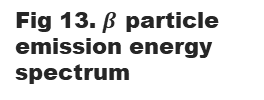 Fig 13. β particle
emission energy
spectrum